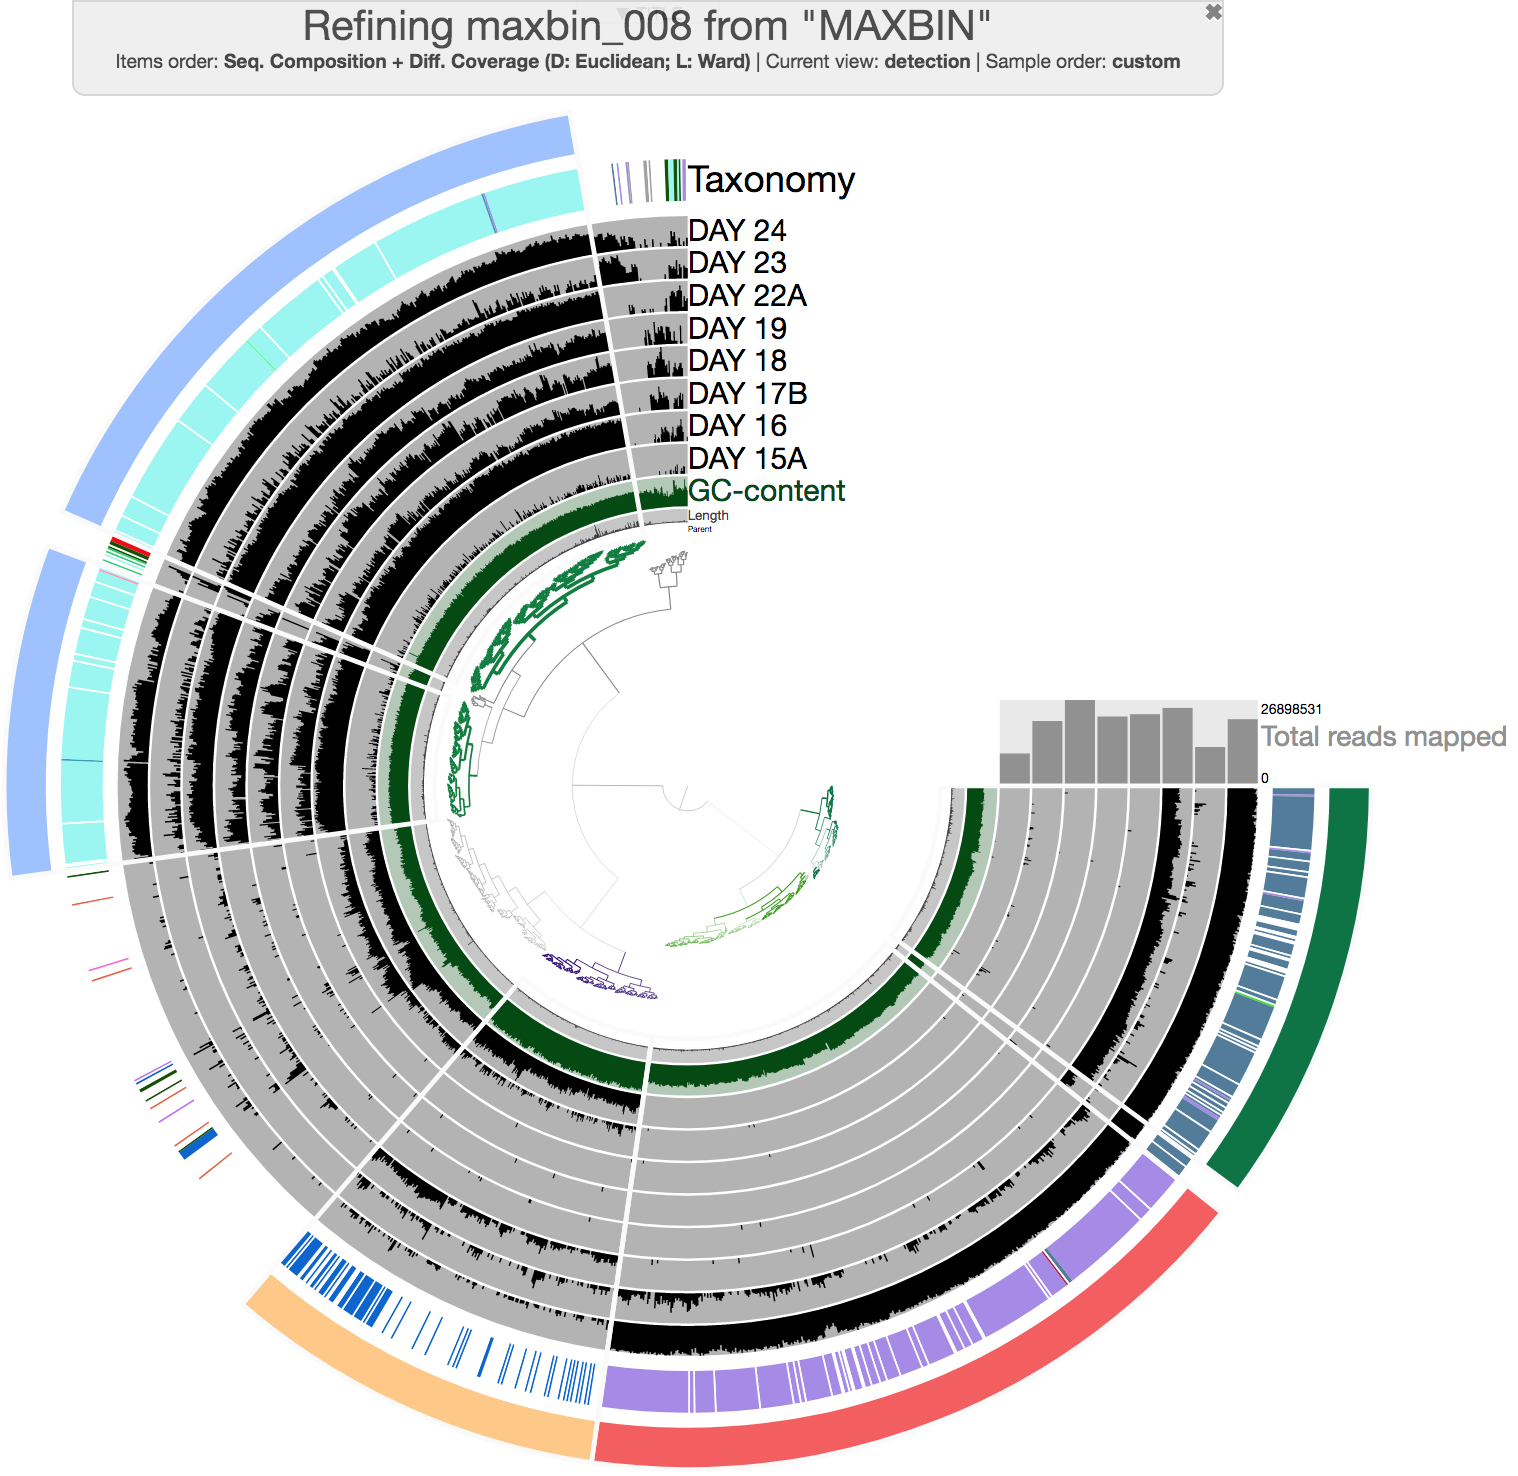 Refining maxbin_008 from "MAXBIN"
Items order: Seq. Composition + Diff. Coverage (D: Euclidean; L: Ward) | Current view: detection | Sample order: custom
Taxonomy
DAY 24
DAY 23
DAY 22A
DAY 19
DAY 18
DAY 17B
DAY 16
DAY 15A
GC-content
Length
Parent
26898531
Total reads mapped
0